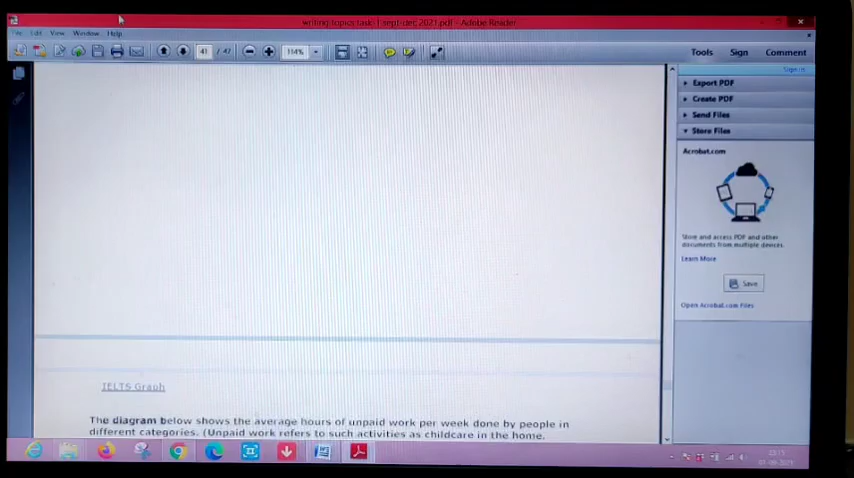 writing topics task 1 sept-dec 2021.pdf - Adobe Reader
File Edit View Window Help
41 / 47 114% Tools Sign Comment
Sign In
Export PDF
Create PDF
Send Files
Store Files
Acrobat.com
Store and access PDF and other
documents from multiple devices.
Learn More
Save
Open Acrobat.com Files
IELTS Graph
The diagram below shows the average hours of unpaid work per week done by people in
different categories. (Unpaid work refers to such activities as childcare in the home.